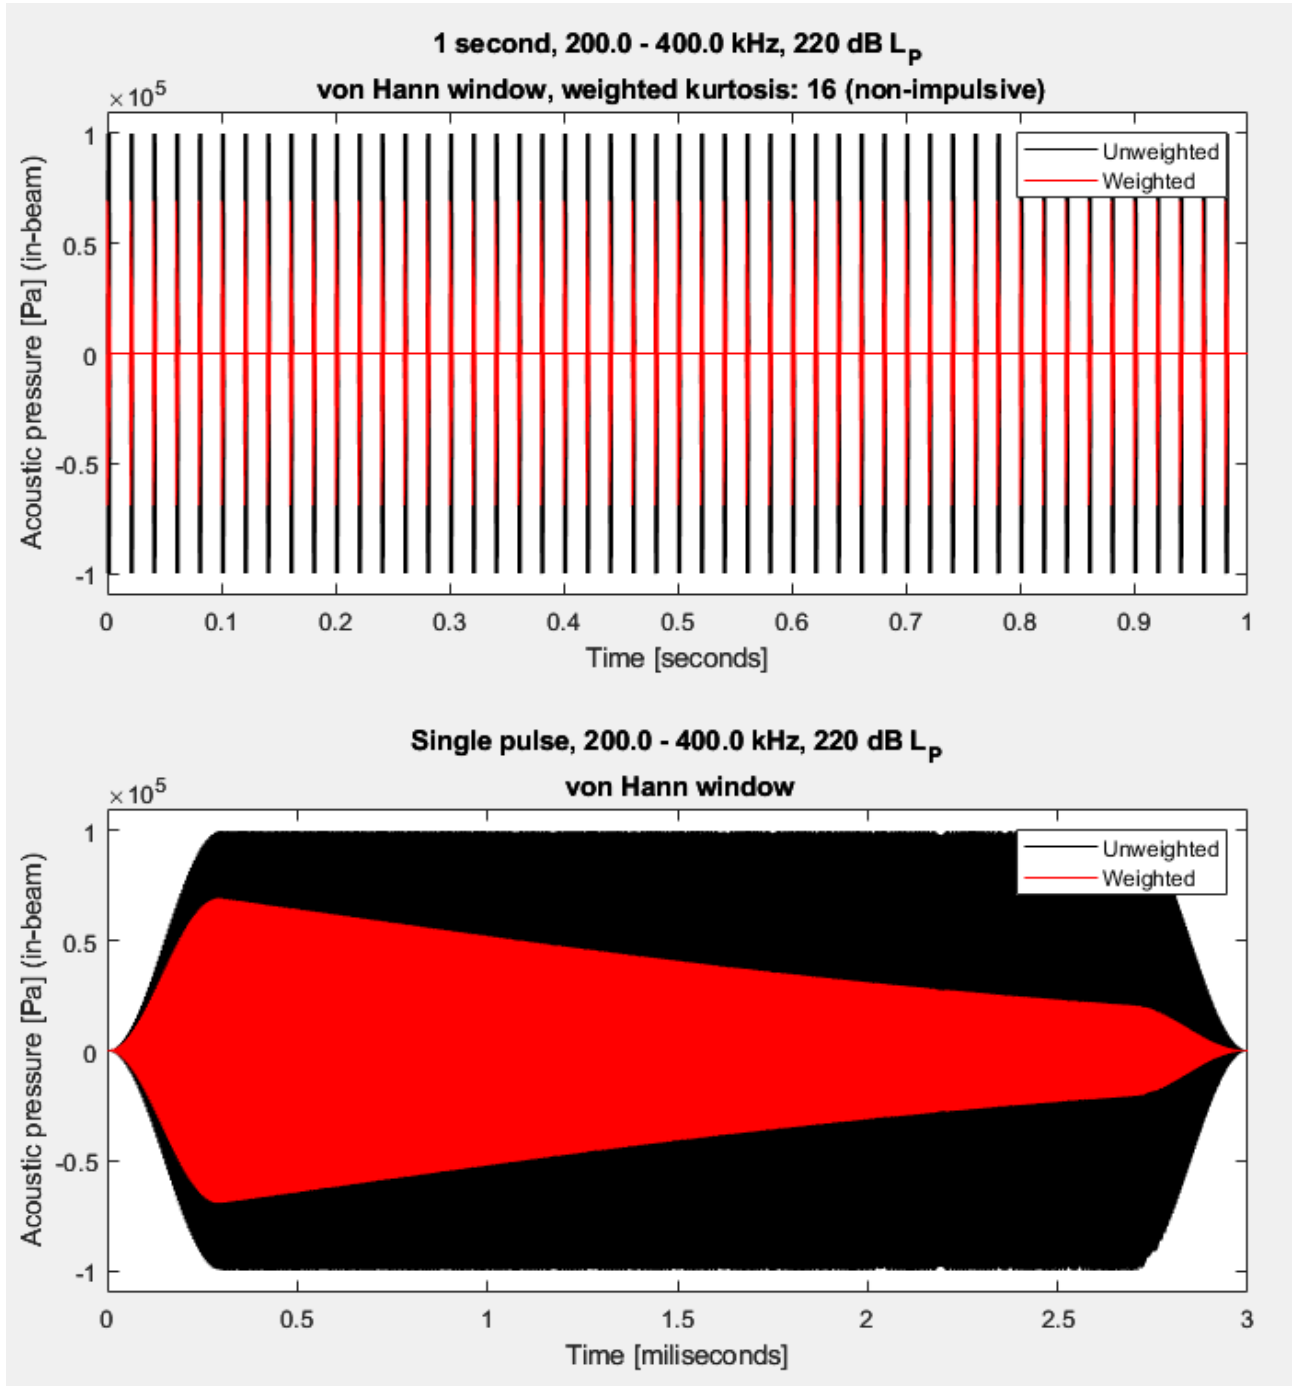 1 second, 200.0 - 400.0 kHz, 220 dB Lp
von Hann window, weighted kurtosis: 16 (non-impulsive)
×10⁵
1
0.5
0
-0.5
-1
Acoustic pressure [Pa] (in-beam)
Unweighted
Weighted
0 0.1 0.2 0.3 0.4 0.5 0.6 0.7 0.8 0.9 1
Time [seconds]
Single pulse, 200.0 - 400.0 kHz, 220 dB Lp
von Hann window
×10⁵
1
0.5
0
-0.5
-1
Acoustic pressure [Pa] (in-beam)
Unweighted
Weighted
0 0.5 1 1.5 2 2.5 3
Time [miliseconds]